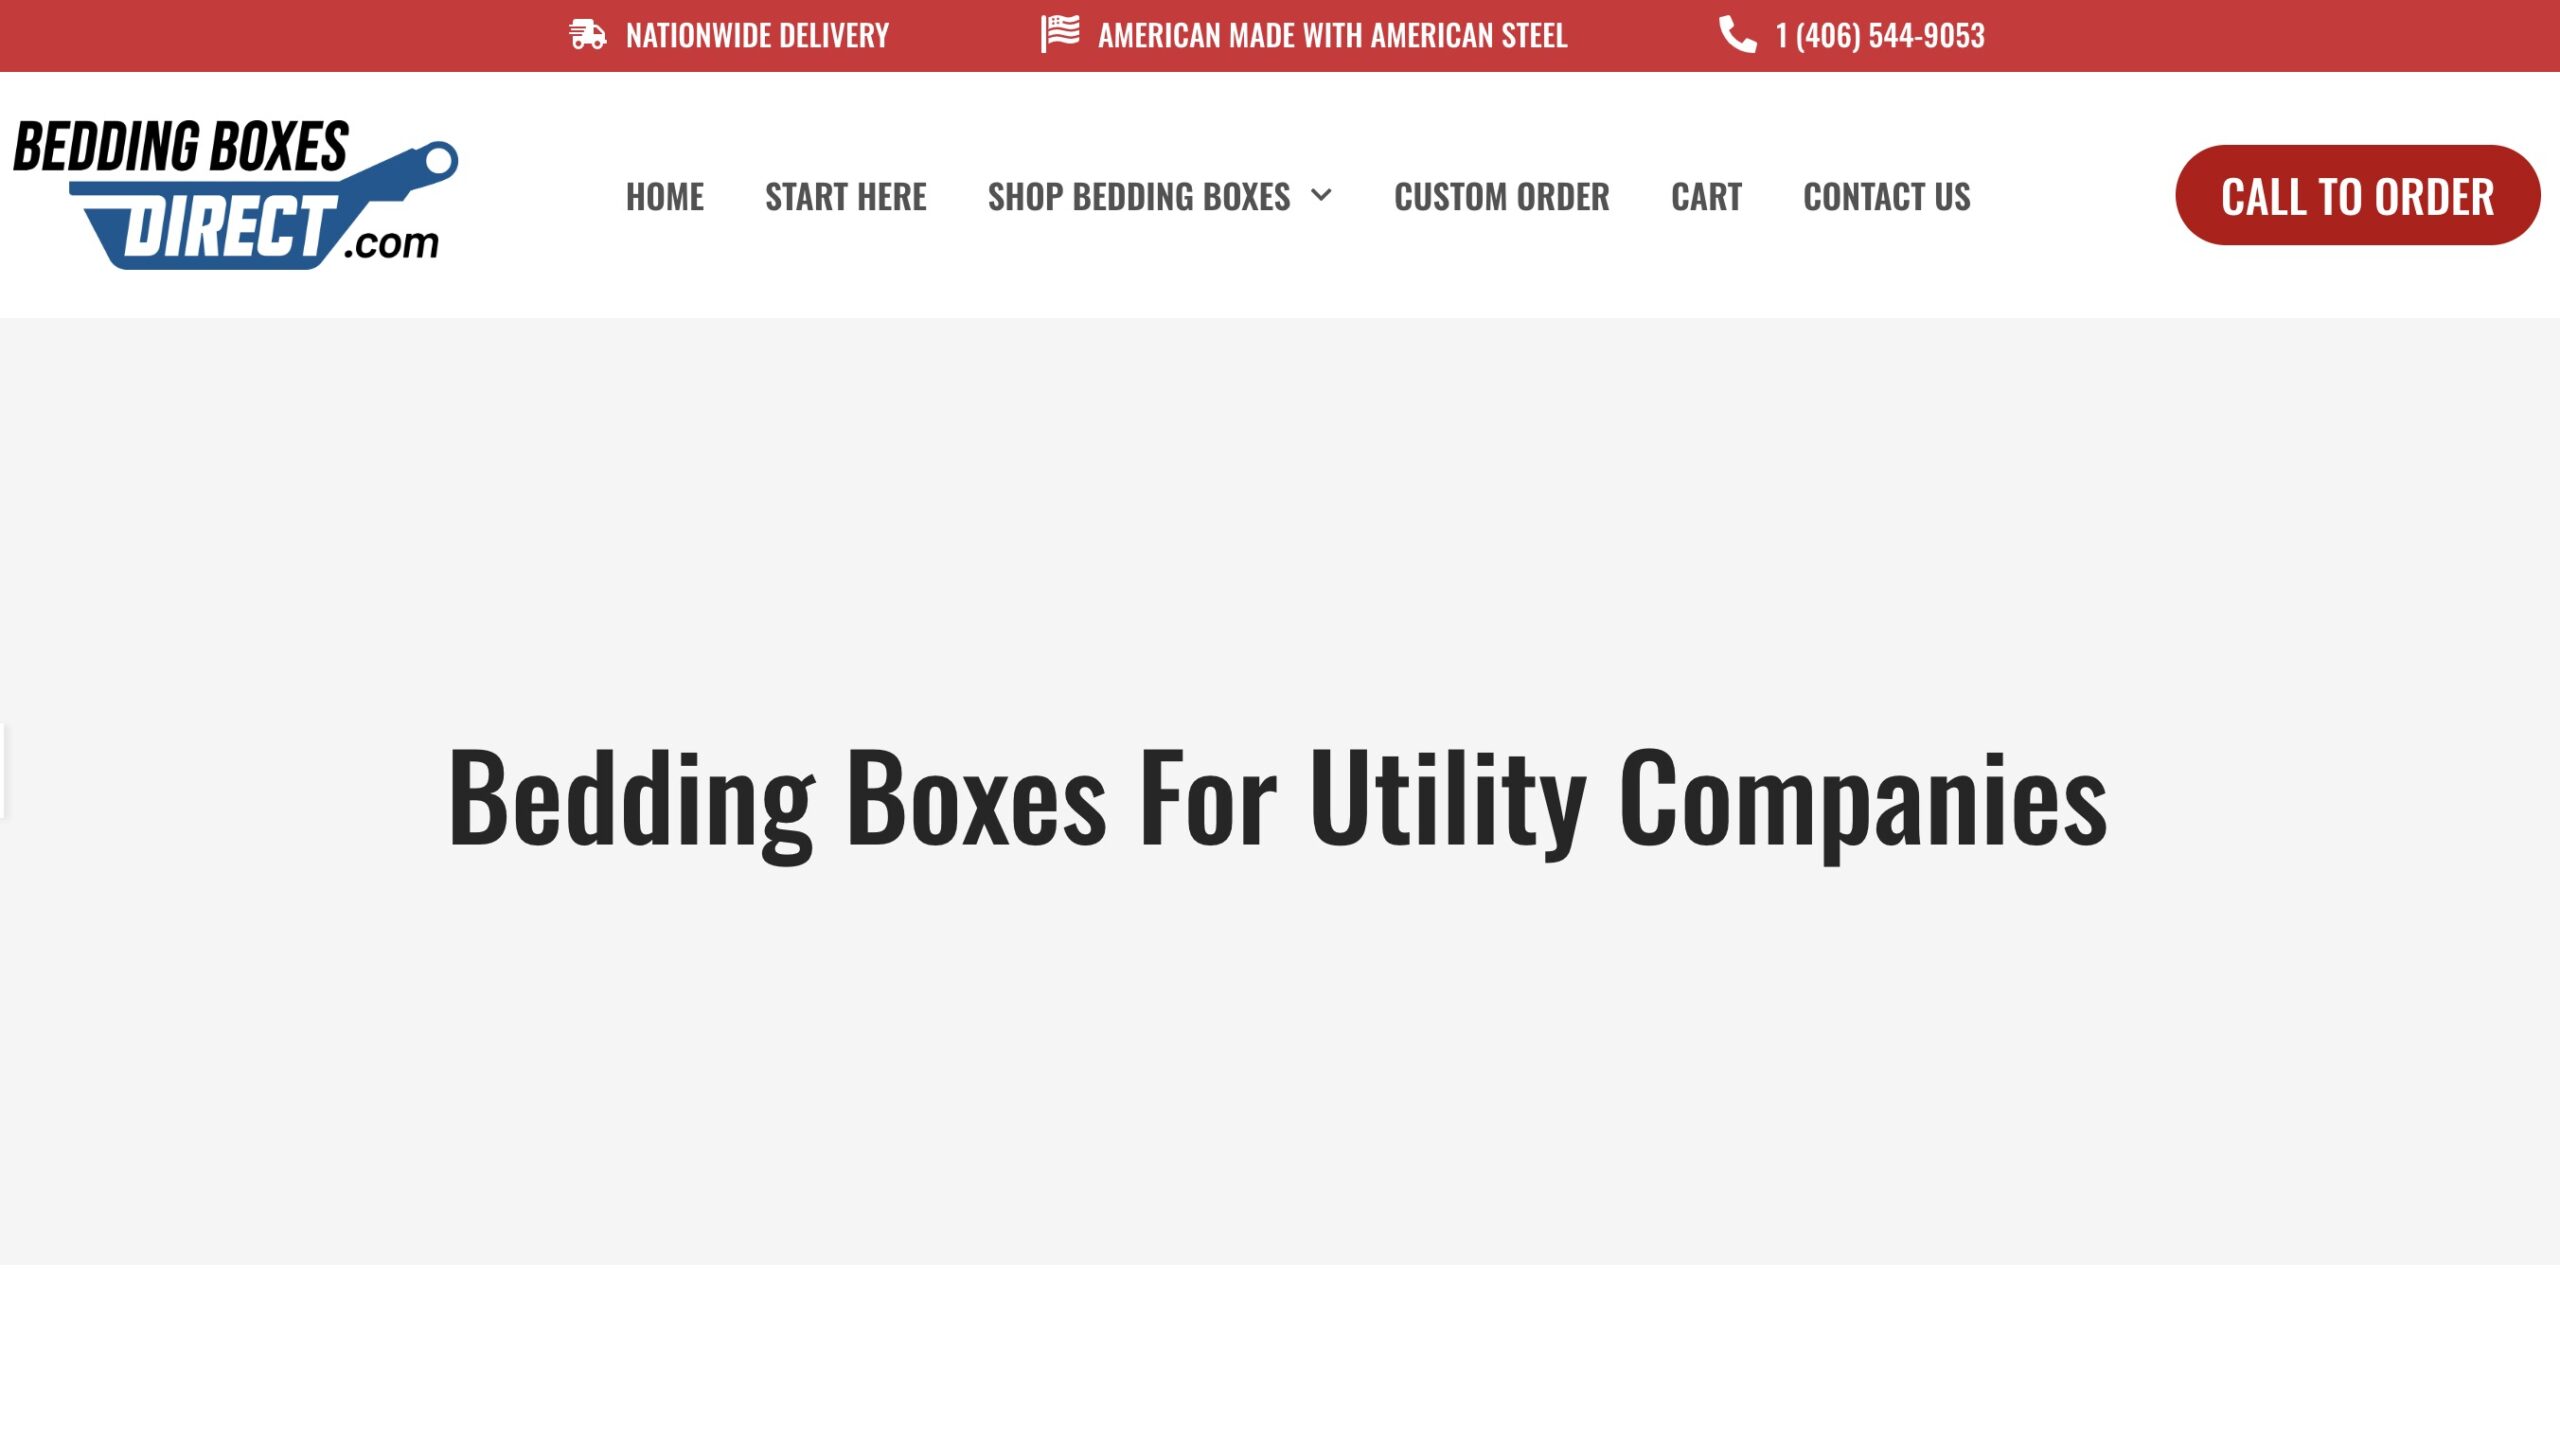 NATIONWIDE DELIVERY
AMERICAN MADE WITH AMERICAN STEEL
1 (406) 544-9053
BEDDING BOXES
DIRECT.com
HOME
START HERE
SHOP BEDDING BOXES
CUSTOM ORDER
CART
CONTACT US
CALL TO ORDER
Bedding Boxes For Utility Companies